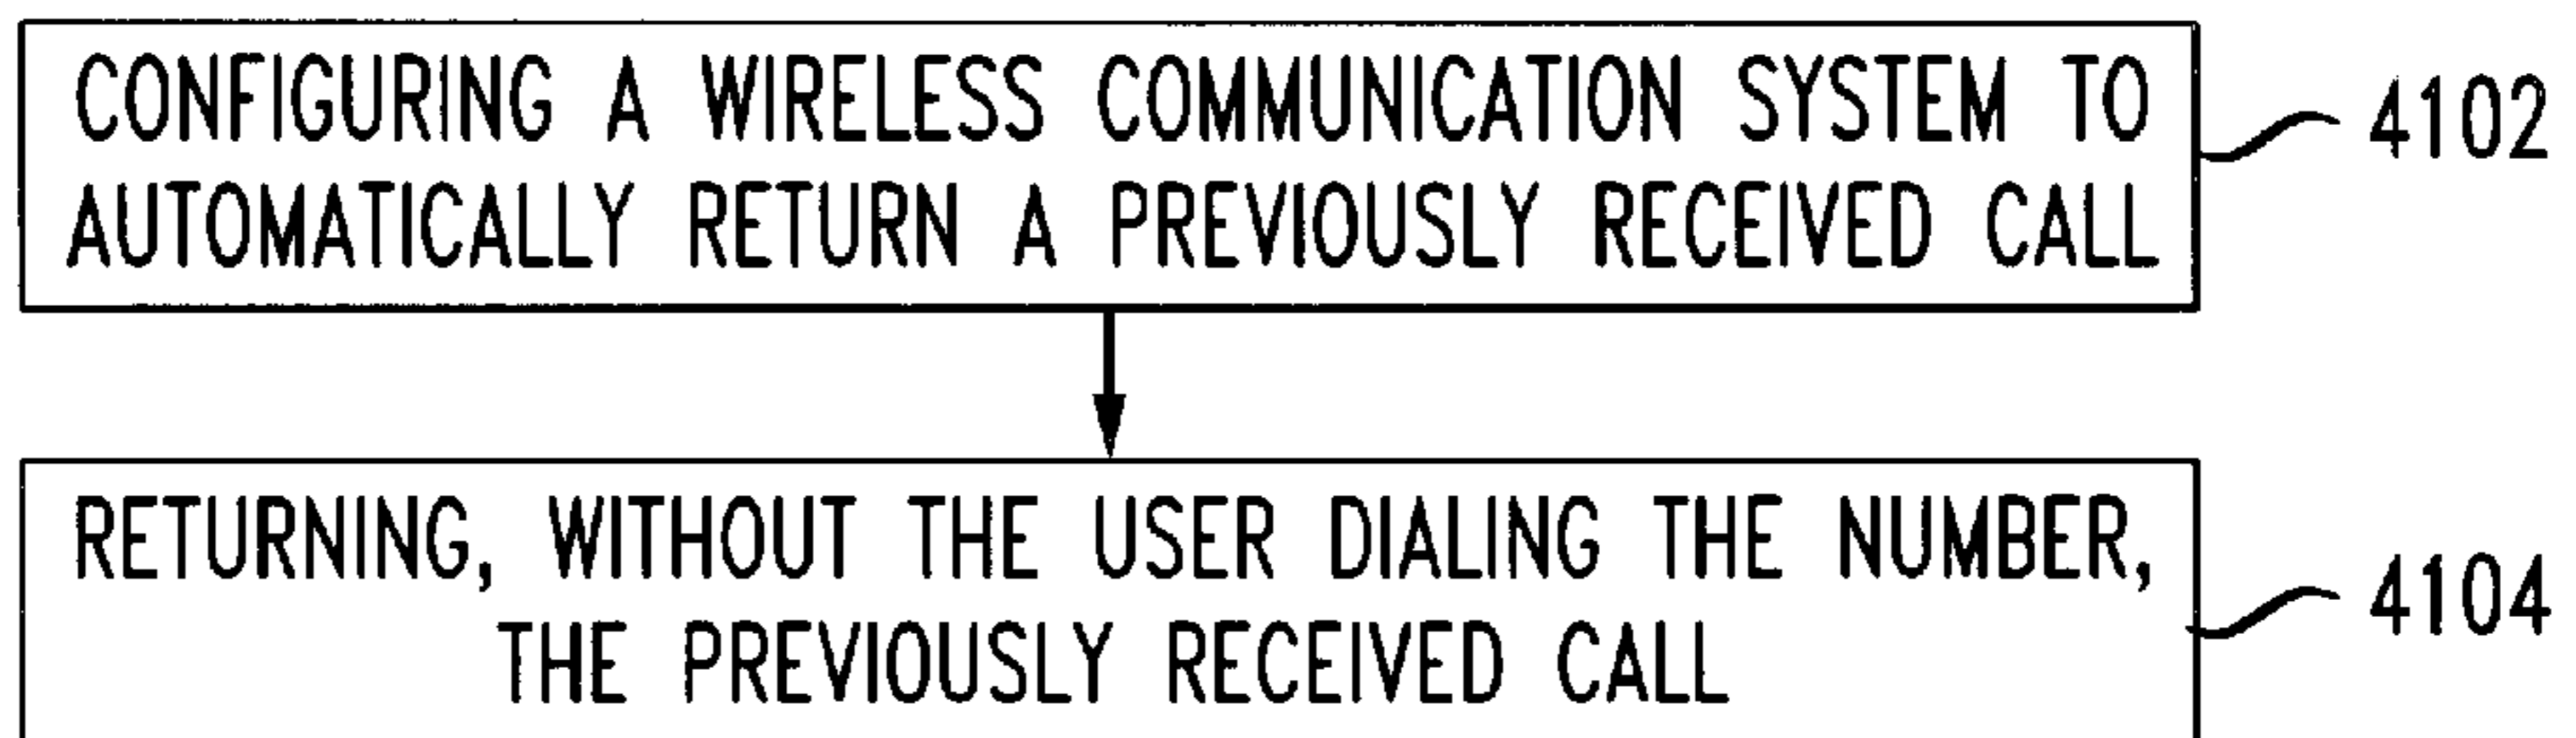 CONFIGURING A WIRELESS COMMUNICATION SYSTEM TO
AUTOMATICALLY RETURN A PREVIOUSLY RECEIVED CALL
4102
RETURNING, WITHOUT THE USER DIALING THE NUMBER,
THE PREVIOUSLY RECEIVED CALL
4104